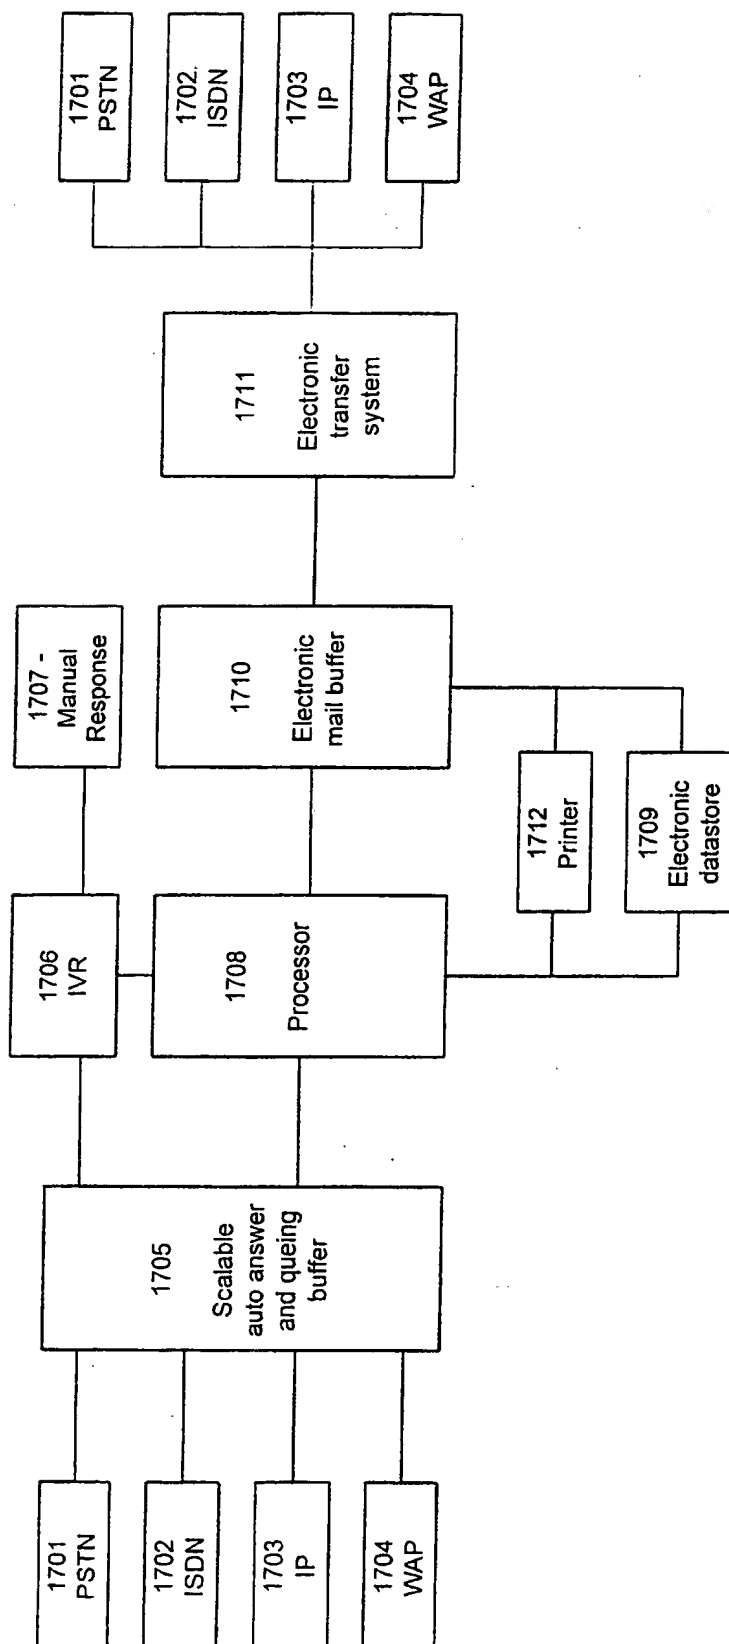 1701
PSTN
1702
ISDN
1703
IP
1704
WAP
1705
Scalable
auto answer
and queing
buffer
1706
IVR
1707 -
Manual
Response
1708
Processor
1710
Electronic
mail buffer
1712
Printer
1709
Electronic
datastore
1711
Electronic
transfer
system
1701
PSTN
1702.
ISDN
1703
IP
1704
WAP